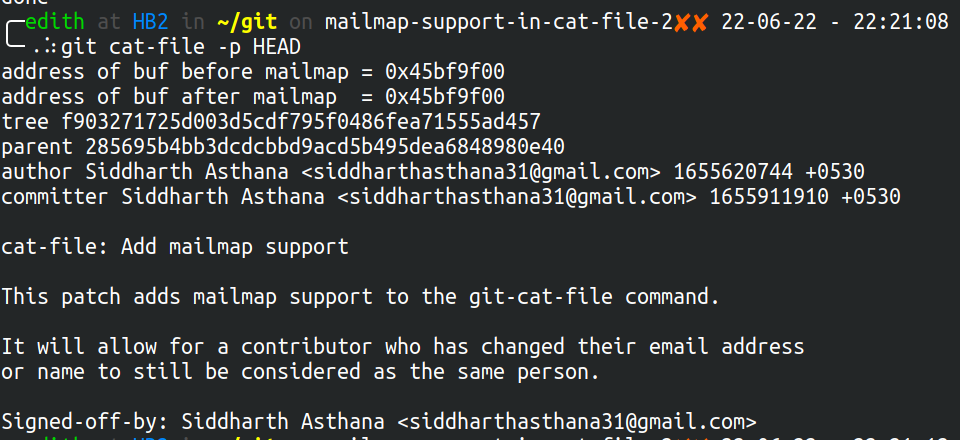 edith at HB2 in ~/git on mailmap-support-in-cat-file-2✘✘ 22-06-22 - 22:21:08
git cat-file -p HEAD
address of buf before mailmap = 0x45bf9f00
address of buf after mailmap  = 0x45bf9f00
tree f903271725d003d5cdf795f0486fea71555ad457
parent 285695b4bb3dcdcbbd9acd5b495dea6848980e40
author Siddharth Asthana <siddharthasthana31@gmail.com> 1655620744 +0530
committer Siddharth Asthana <siddharthasthana31@gmail.com> 1655911910 +0530
cat-file: Add mailmap support
This patch adds mailmap support to the git-cat-file command.
It will allow for a contributor who has changed their email address
or name to still be considered as the same person.
Signed-off-by: Siddharth Asthana <siddharthasthana31@gmail.com>